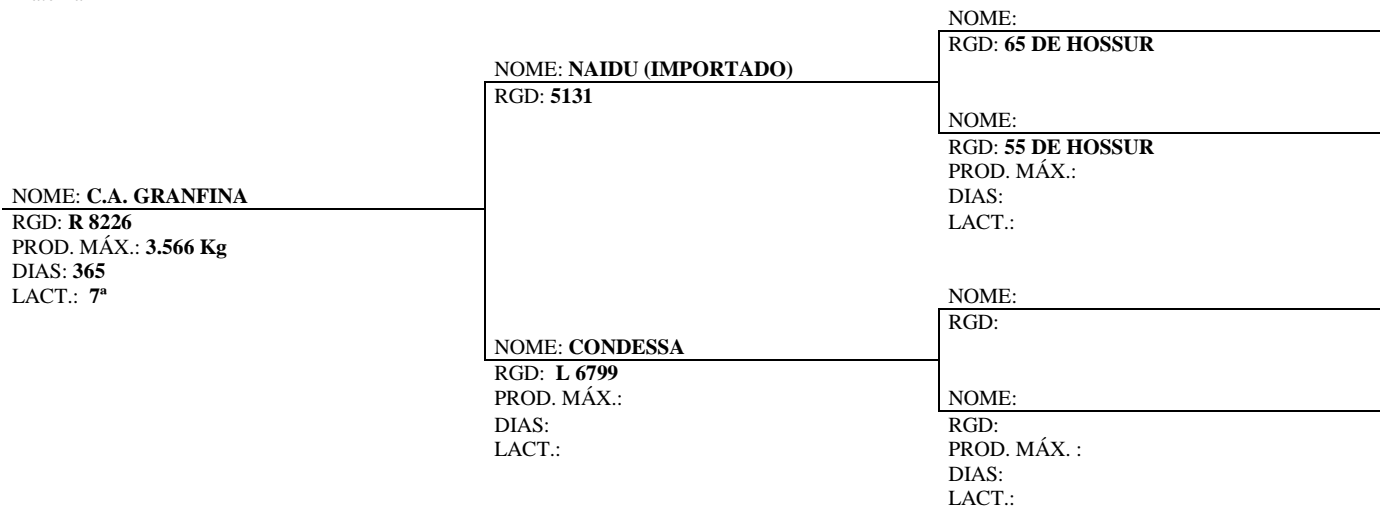 NOME: C.A. GRANFINA
RGD: R 8226
PROD. MÁX.: 3.566 Kg
DIAS: 365
LACT.: 7ª
NOME: NAIDU (IMPORTADO)
RGD: 5131
NOME: CONDESSA
RGD: L 6799
PROD. MÁX.:
DIAS:
LACT.:
NOME:
RGD: 65 DE HOSSUR
NOME:
RGD: 55 DE HOSSUR
PROD. MÁX.:
DIAS:
LACT.:
NOME:
RGD:
NOME:
RGD:
PROD. MÁX. :
DIAS:
LACT.: